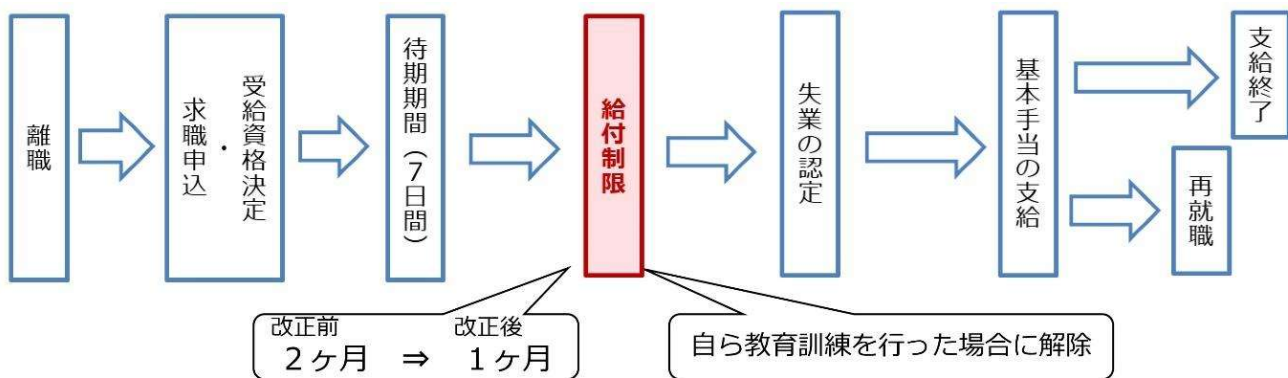 離職
受給資格決定
・
求職申込
待期期間（7日間）
給付制限
失業の認定
基本手当の支給
支給終了
再就職
改正前 改正後
２ヶ月 ⇒ １ヶ月
自ら教育訓練を行った場合に解除